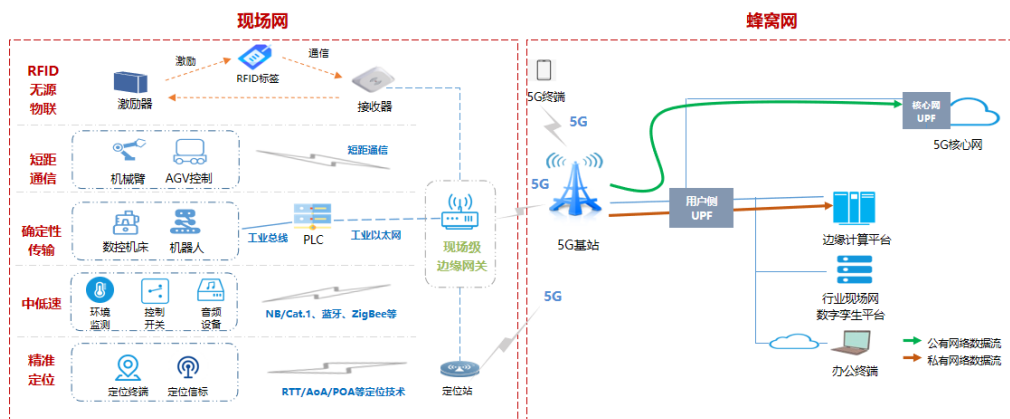 现场网
蜂窝网
RFID
无源
物联
激励
通信
RFID标签
激励器
接收器
短距
通信
机械臂
AGV控制
短距通信
确定性
传输
数控机床
机器人
工业总线
PLC
工业以太网
现场级
边缘网关
中低速
环境
监测
控制
开关
音频
设备
NB/Cat.1、蓝牙、ZigBee等
精准
定位
定位终端
定位信标
RTT/AoA/POA等定位技术
定位站
5G终端
5G
5G
5G
5G基站
用户侧
UPF
核心网
UPF
5G核心网
边缘计算平台
行业现场网
数字孪生平台
办公终端
公有网络数据流
私有网络数据流